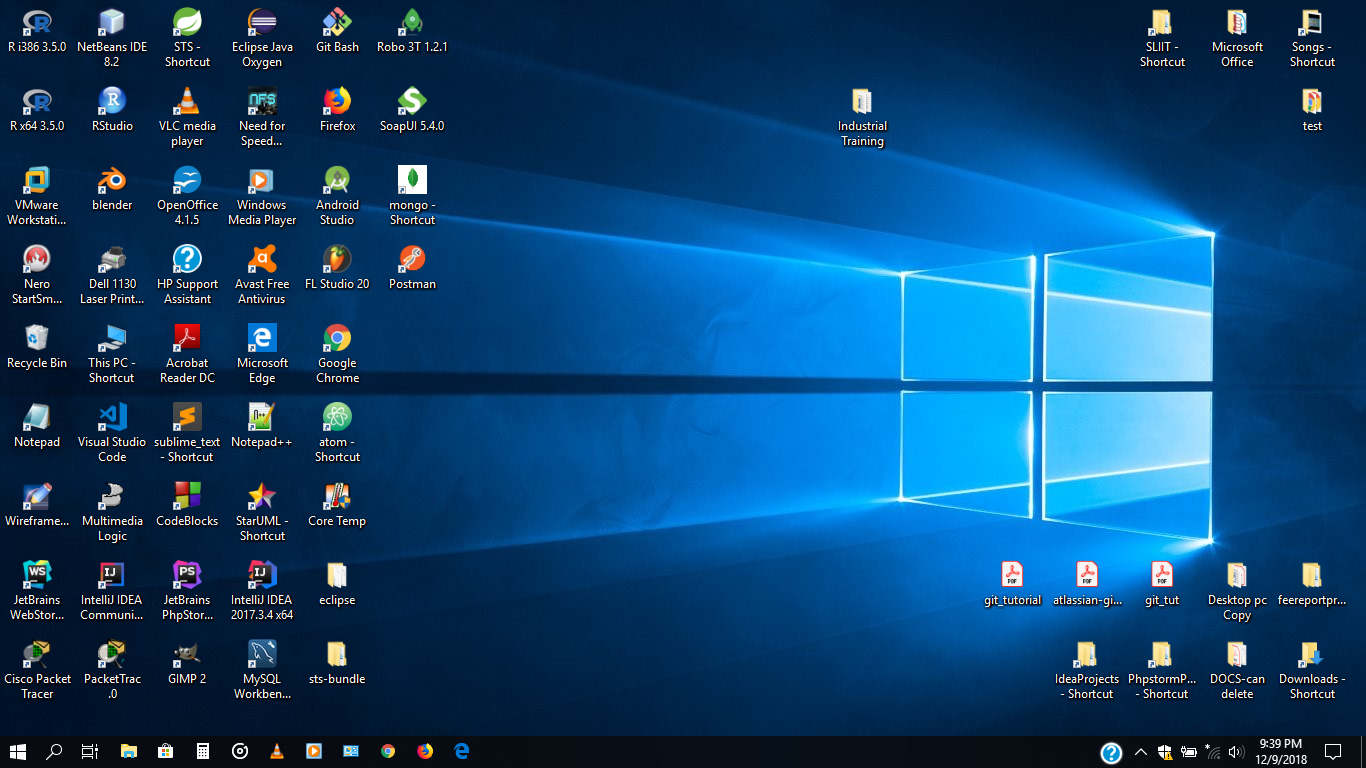 R i386 3.5.0
NetBeans IDE
8.2
STS -
Shortcut
Eclipse Java
Oxygen
Git Bash
Robo 3T 1.2.1
SLIIT -
Shortcut
Microsoft
Office
Songs -
Shortcut
R x64 3.5.0
RStudio
VLC media
player
NFS
Need for
Speed...
Firefox
SoapUI 5.4.0
Industrial
Training
test
VMware
Workstati...
blender
OpenOffice
4.1.5
Windows
Media Player
Android
Studio
mongo -
Shortcut
Nero
StartSm...
Dell 1130
Laser Print...
HP Support
Assistant
Avast Free
Antivirus
FL Studio 20
Postman
Recycle Bin
This PC -
Shortcut
Acrobat
Reader DC
Microsoft
Edge
Google
Chrome
Notepad
Visual Studio
Code
sublime_text
- Shortcut
Notepad++
atom -
Shortcut
Wireframe...
Multimedia
Logic
CodeBlocks
StarUML -
Shortcut
Core Temp
WS
JetBrains
WebStor...
IJ
IntelliJ IDEA
Communi...
PS
JetBrains
PhpStor...
IJ
IntelliJ IDEA
2017.3.4 x64
eclipse
PDF
git_tutorial
PDF
atlassian-gi...
PDF
git_tut
Desktop pc
Copy
feereportpr...
Cisco Packet
Tracer
PacketTrac
.0
GIMP 2
MySQL
Workben...
sts-bundle
IdeaProjects
- Shortcut
PhpstormP...
- Shortcut
DOCS-can
delete
Downloads -
Shortcut
9:39 PM
12/9/2018